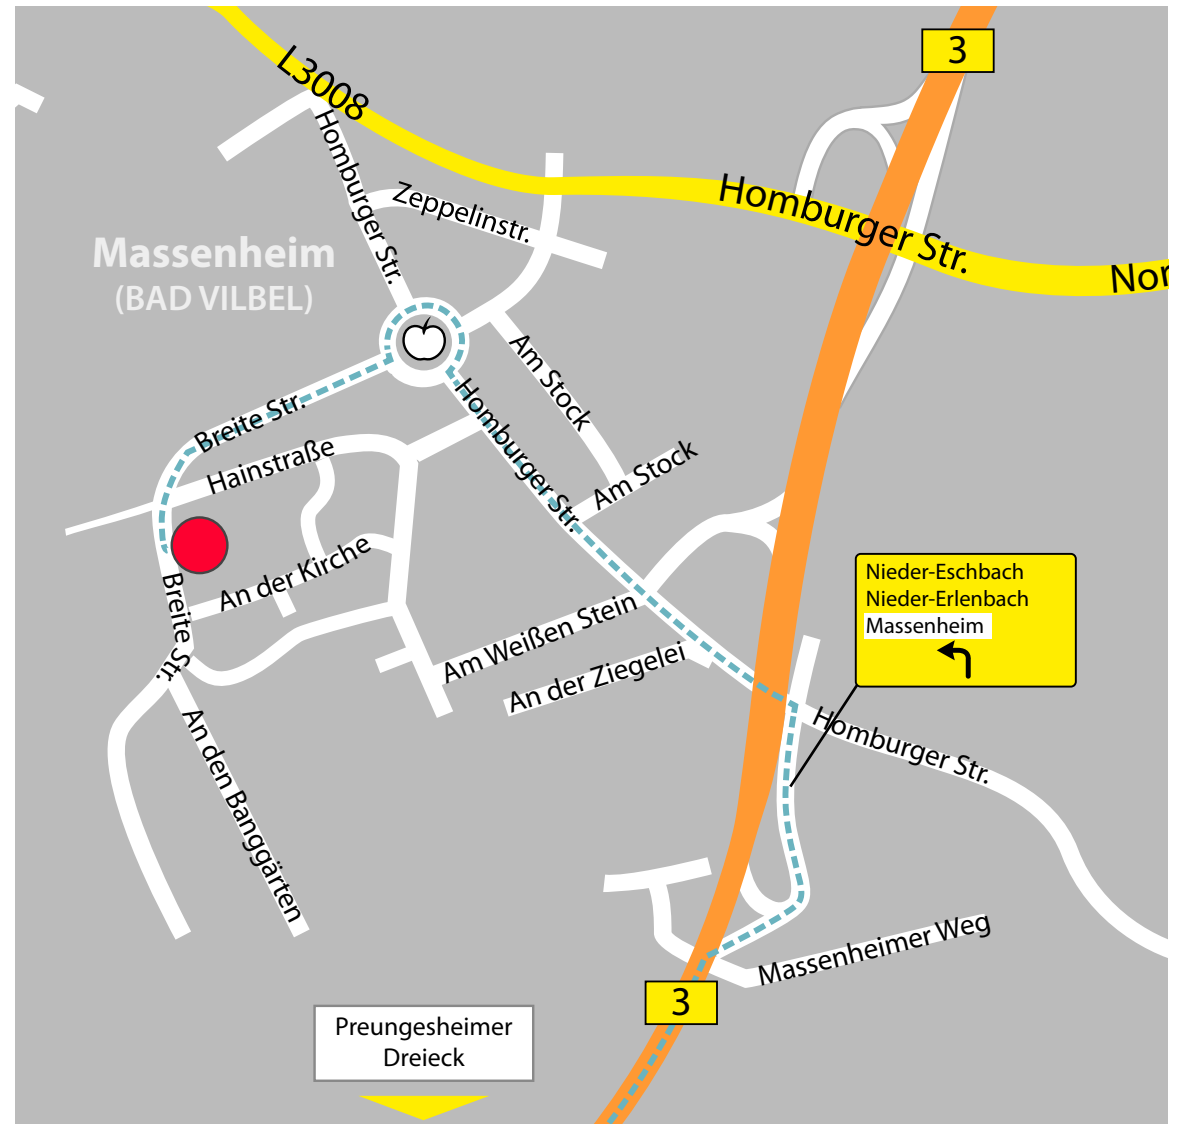 3
L3008
Homburger Str.
Zeppelinstr.
Homburger Str.
Nor
Massenheim
(BAD VILBEL)
Am Stock
Breite Str.
Homburger Str.
Hainstraße
Am Stock
An der Kirche
Breite Str.
Am Weißen Stein
An der Ziegelei
Nieder-Eschbach
Nieder-Erlenbach
Massenheim
Homburger Str.
An den Banggärten
Massenheimer Weg
3
Preungesheimer
Dreieck